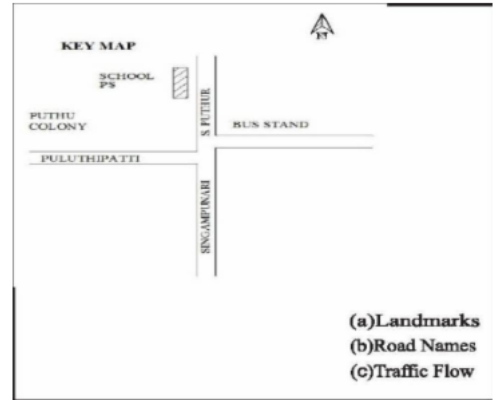 KEY MAP
SCHOOL
PS
PUTHU
COLONY
S. PUTHUR
BUS STAND
PULUTHIPATTI
SINGAMPUNARI
(a)Landmarks
(b)Road Names
(c)Traffic Flow